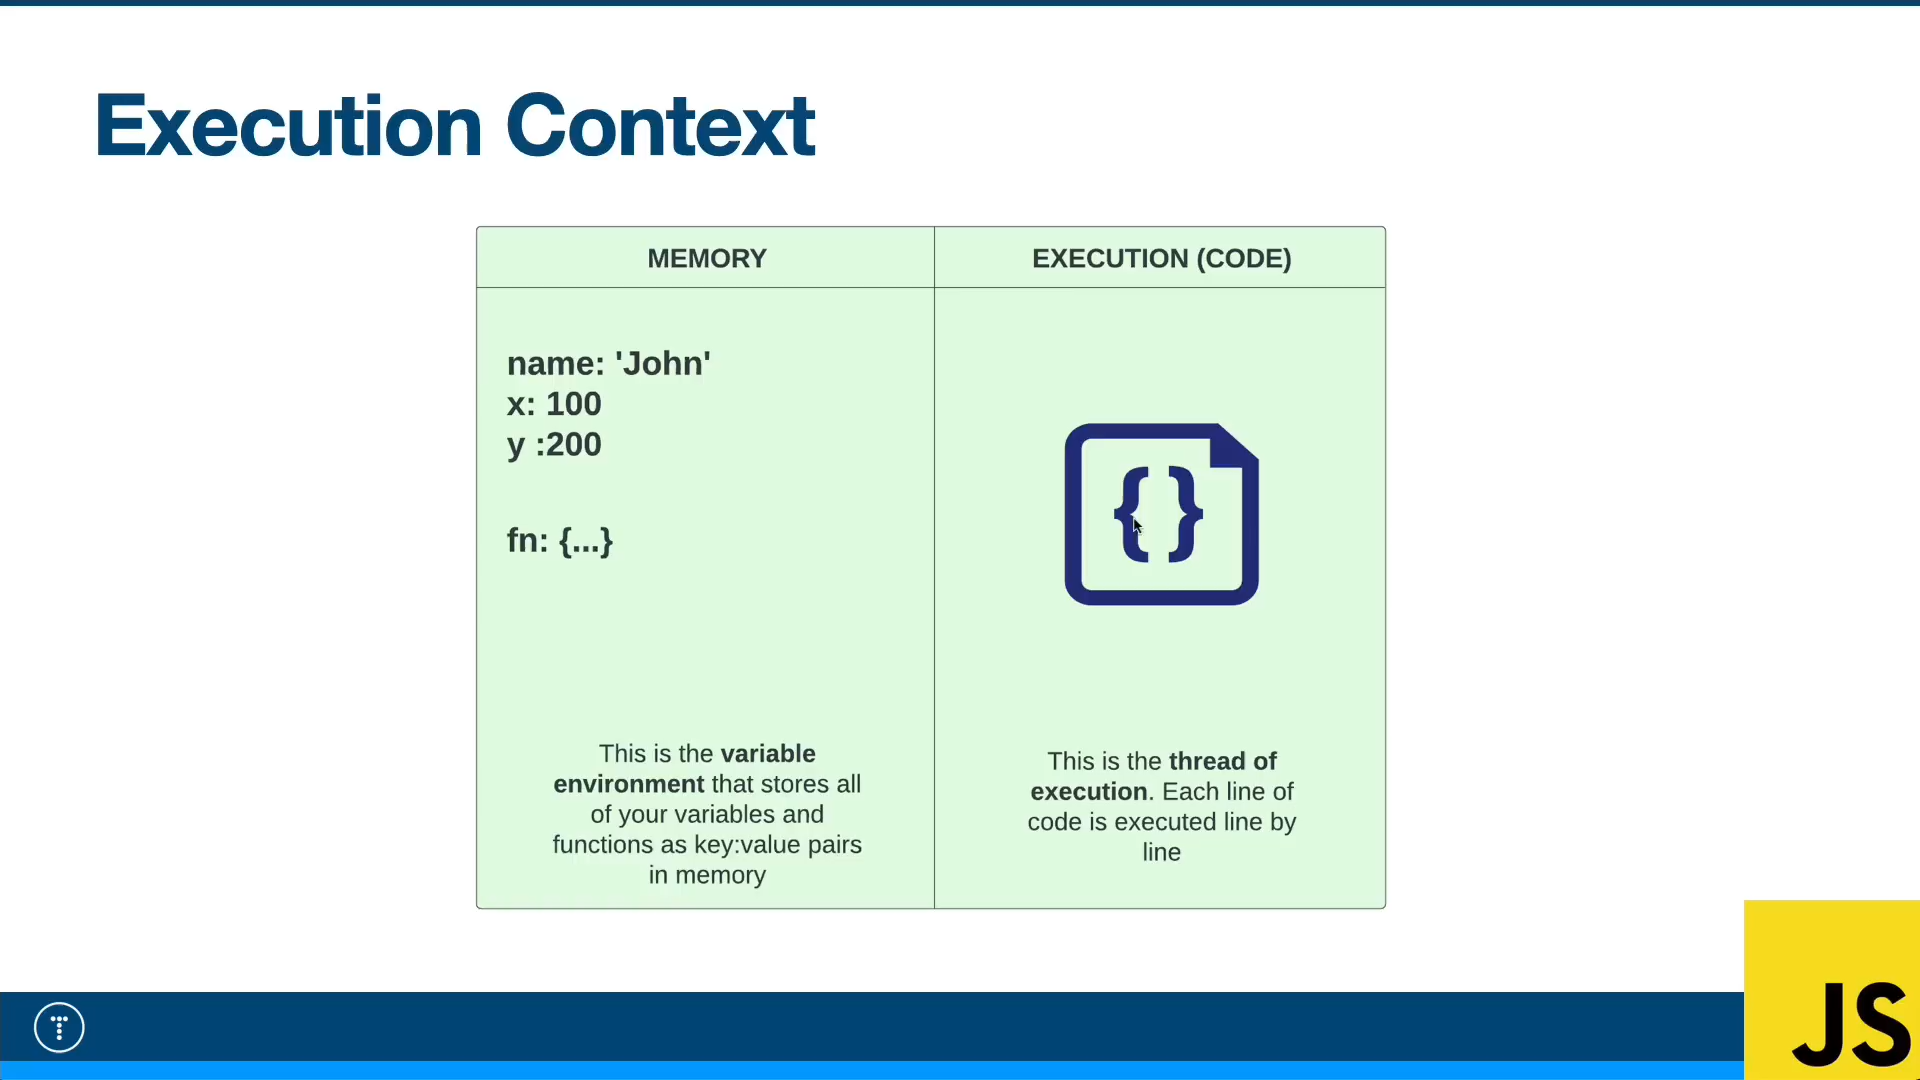 Execution Context
MEMORY
EXECUTION (CODE)
name: 'John'
x: 100
y :200
fn: {...}
{ }
This is the variable
environment that stores all
of your variables and
functions as key:value pairs
in memory
This is the thread of
execution. Each line of
code is executed line by
line
T
JS